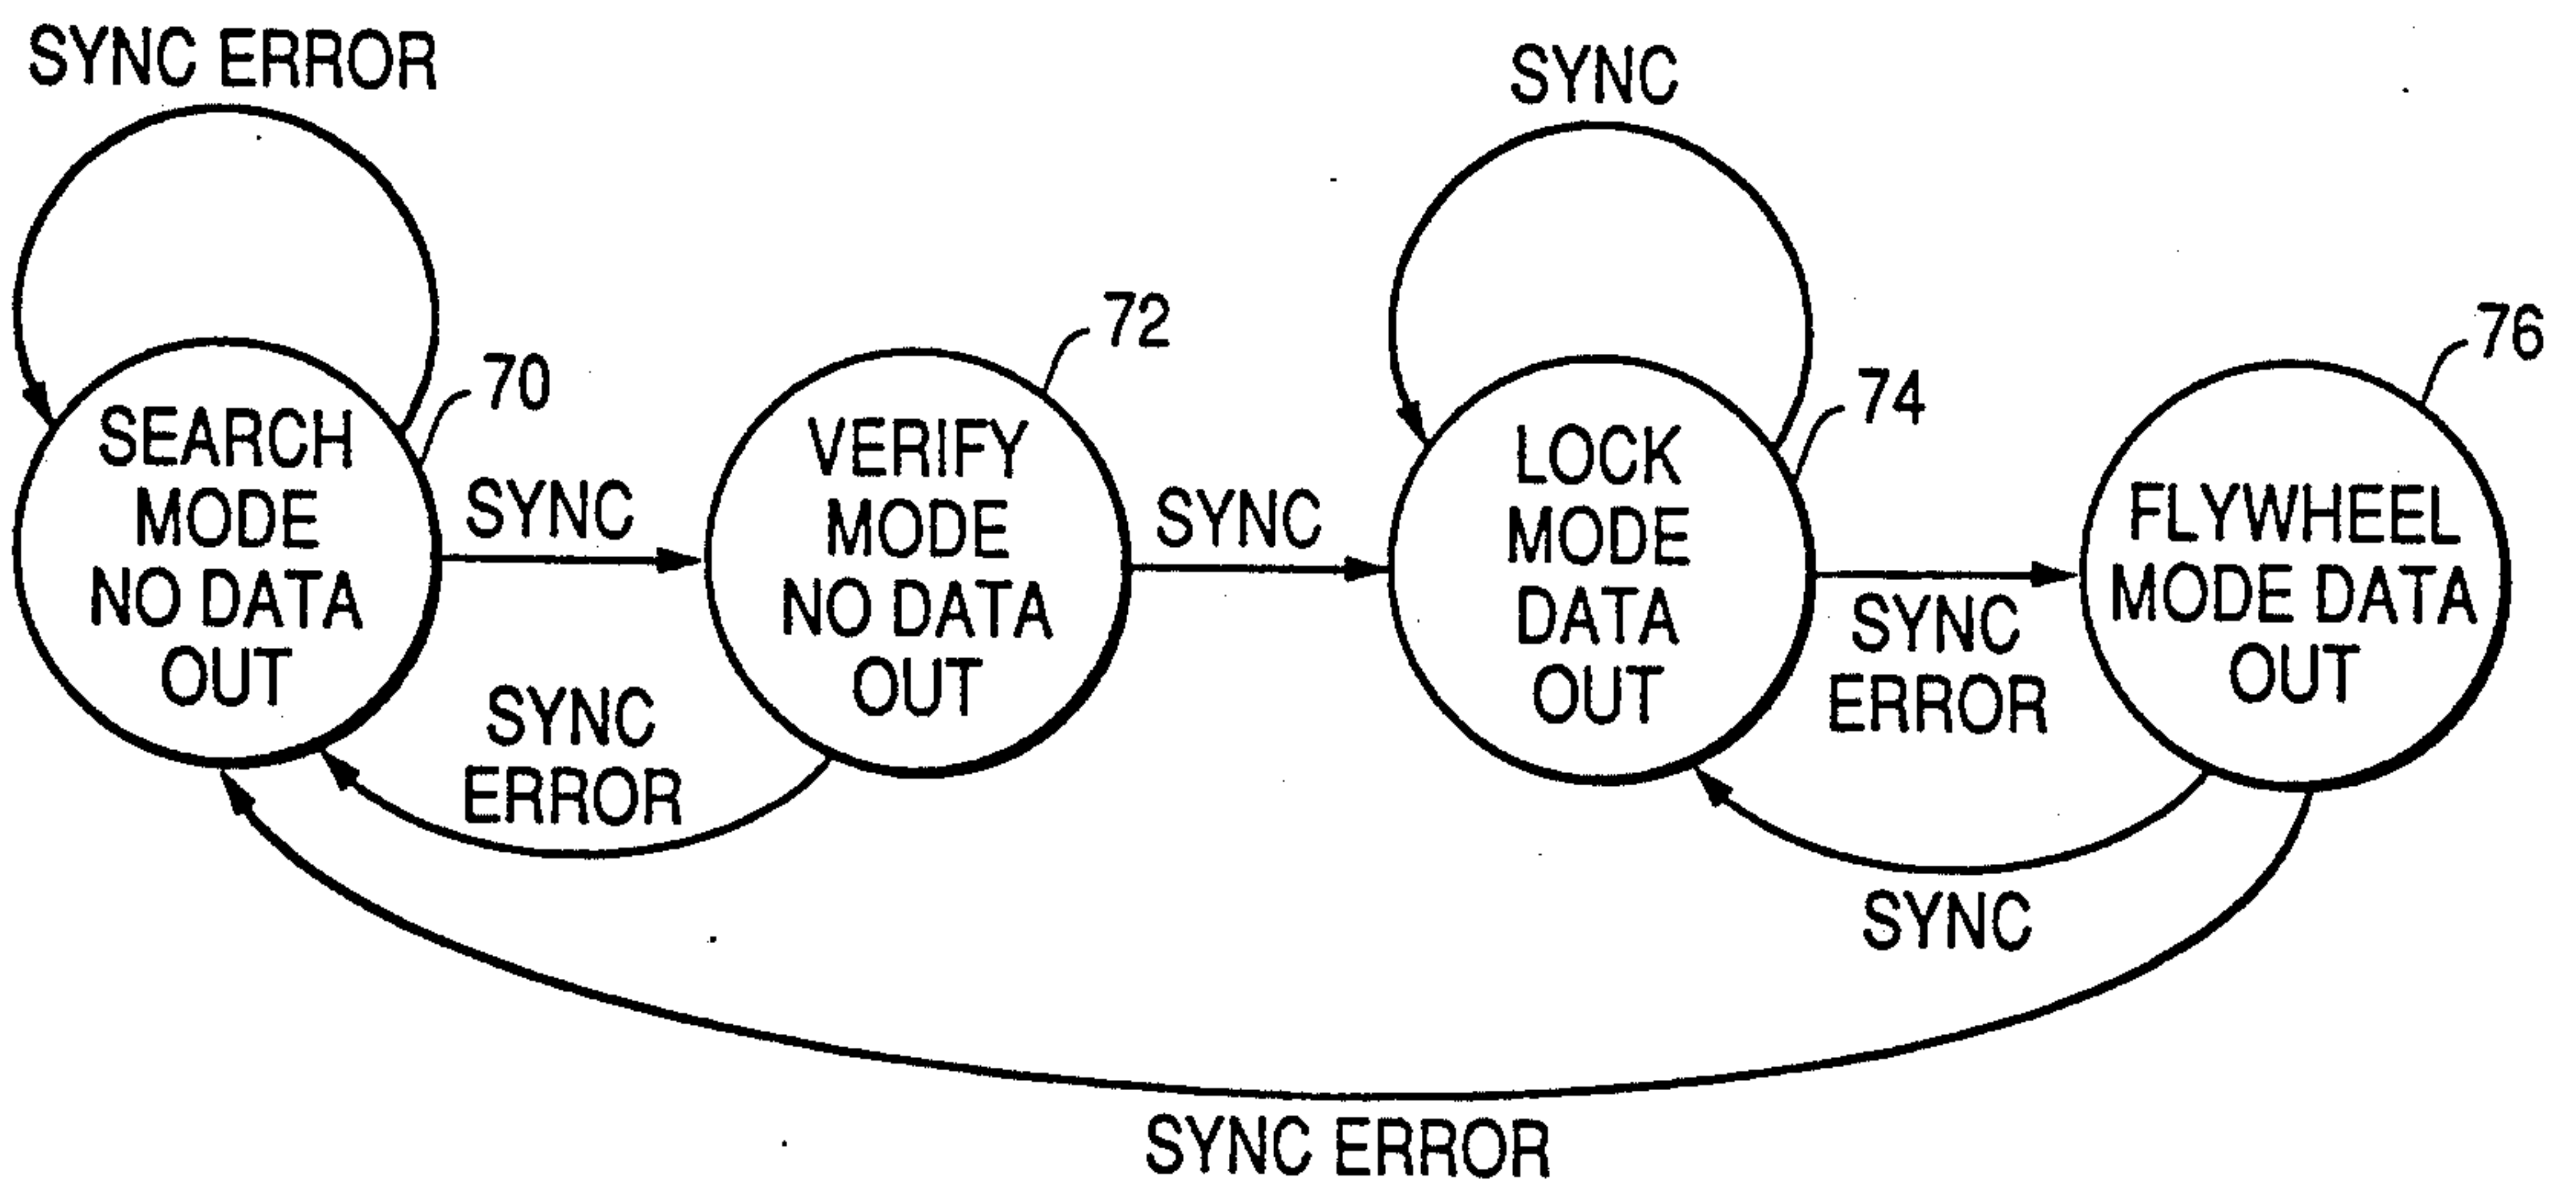 SYNC ERROR
SYNC
70
72
74
76
SEARCH
MODE
NO DATA
OUT
SYNC
VERIFY
MODE
NO DATA
OUT
SYNC
LOCK
MODE
DATA
OUT
SYNC
ERROR
FLYWHEEL
MODE DATA
OUT
SYNC
ERROR
SYNC
SYNC ERROR